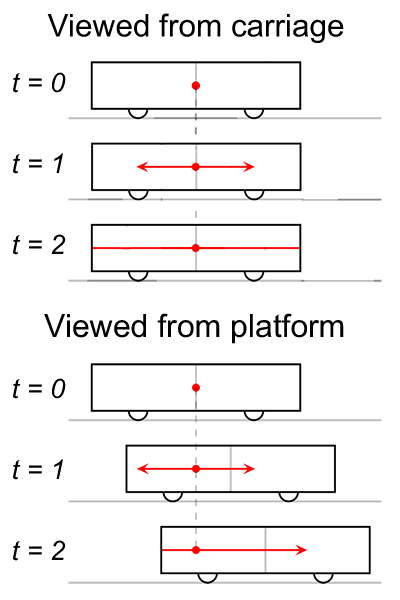 Viewed from carriage
t = 0
t = 1
t = 2
Viewed from platform
t = 0
t = 1
t = 2